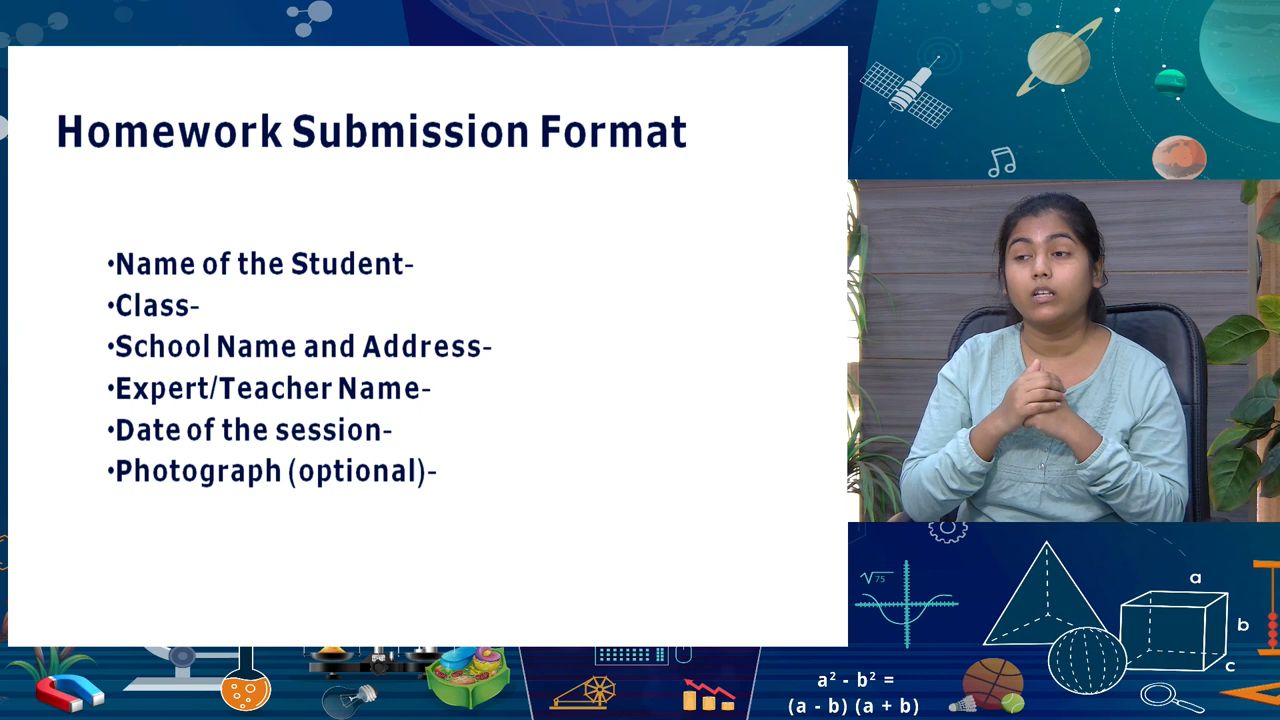 Homework Submission Format
•Name of the Student-
•Class-
•School Name and Address-
•Expert/Teacher Name-
•Date of the session-
•Photograph (optional)-
√75
a
b
c
a² - b² =
(a - b) (a + b)